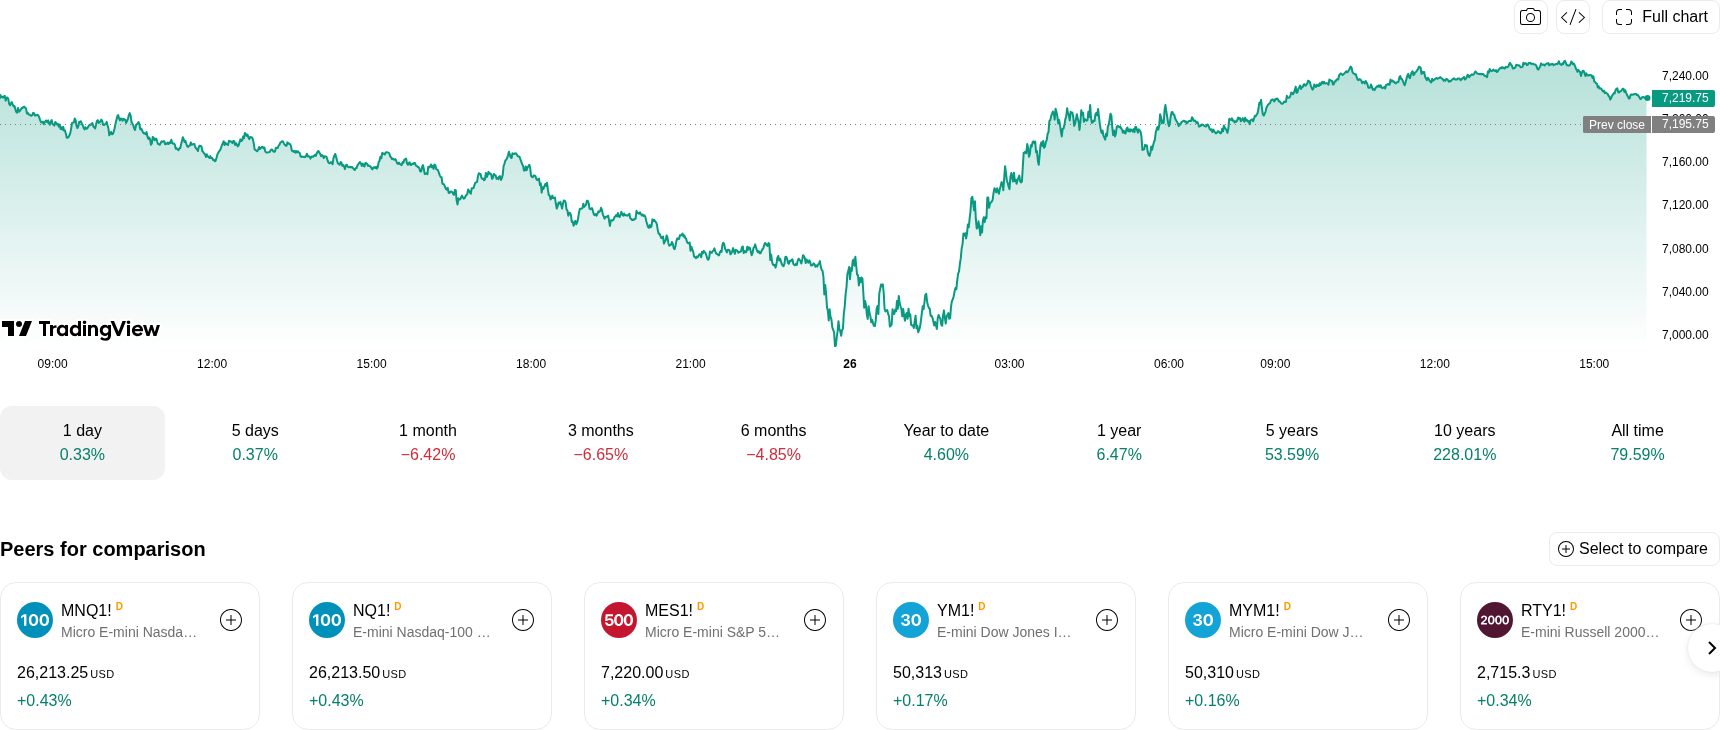 Full chart
7,240.00
7,219.75
Prev close 7,195.75
7,160.00
7,120.00
7,080.00
7,040.00
7,000.00
TradingView
09:00 12:00 15:00 18:00 21:00 26 03:00 06:00 09:00 12:00 15:00
1 day 5 days 1 month 3 months 6 months Year to date 1 year 5 years 10 years All time
0.33% 0.37% −6.42% −6.65% −4.85% 4.60% 6.47% 53.59% 228.01% 79.59%
Peers for comparison
Select to compare
100 MNQ1! D
Micro E-mini Nasda…
26,213.25 USD
+0.43%
100 NQ1! D
E-mini Nasdaq-100 …
26,213.50 USD
+0.43%
500 MES1! D
Micro E-mini S&P 5…
7,220.00 USD
+0.34%
30 YM1! D
E-mini Dow Jones I…
50,313 USD
+0.17%
30 MYM1! D
Micro E-mini Dow J…
50,310 USD
+0.16%
2000 RTY1! D
E-mini Russell 2000…
2,715.3 USD
+0.34%